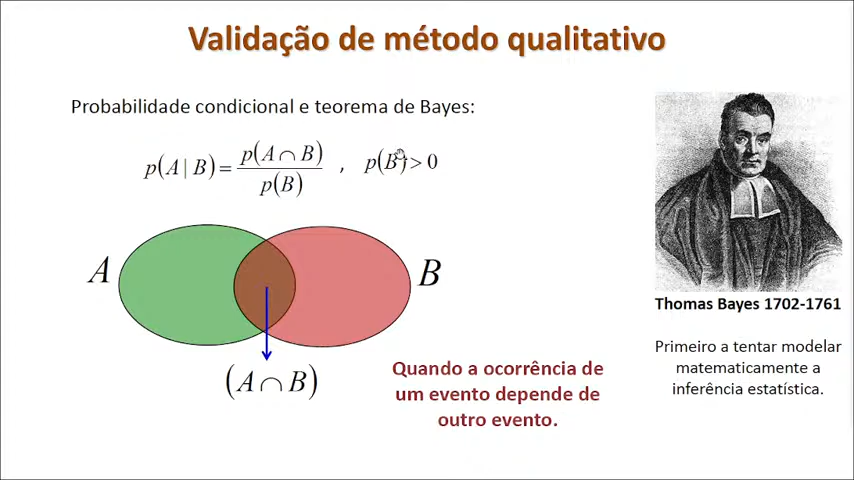 Validação de método qualitativo
Probabilidade condicional e teorema de Bayes:
p(A | B) = p(A ∩ B) / p(B) , p(B) > 0
A
B
(A ∩ B)
Quando a ocorrência de
um evento depende de
outro evento.
Thomas Bayes 1702-1761
Primeiro a tentar modelar
matematicamente a
inferência estatística.